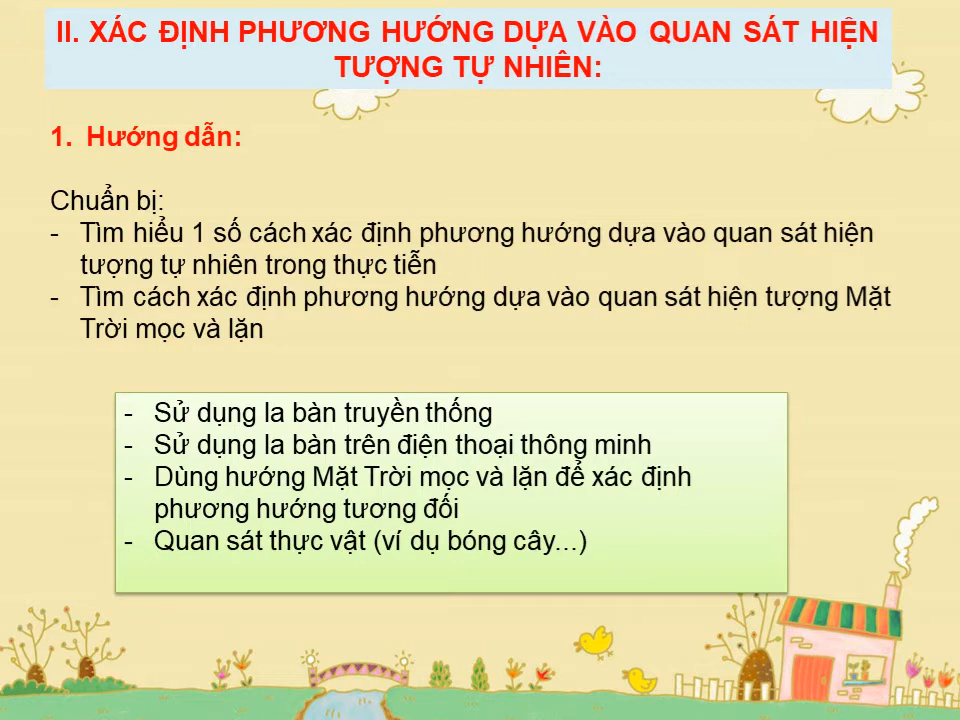 II. XÁC ĐỊNH PHƯƠNG HƯỚNG DỰA VÀO QUAN SÁT HIỆN
TƯỢNG TỰ NHIÊN:
1. Hướng dẫn:
Chuẩn bị:
- Tìm hiểu 1 số cách xác định phương hướng dựa vào quan sát hiện
tượng tự nhiên trong thực tiễn
- Tìm cách xác định phương hướng dựa vào quan sát hiện tượng Mặt
Trời mọc và lặn
- Sử dụng la bàn truyền thống
- Sử dụng la bàn trên điện thoại thông minh
- Dùng hướng Mặt Trời mọc và lặn để xác định
phương hướng tương đối
- Quan sát thực vật (ví dụ bóng cây...)